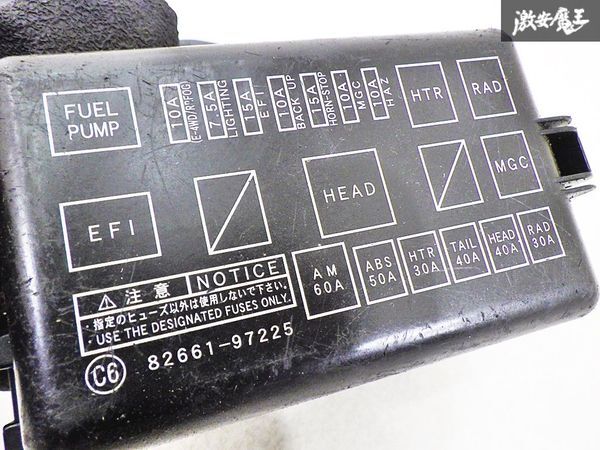 激安魔王
FUEL
PUMP
10A
(E-4WD/R)FOG
7.5A
LIGHTING
15A
EFI
10A
BACK UP
15A
HORN·STOP
10A
MGC
10A
HAZ
HTR
RAD
EFI
HEAD
MGC
AM
60A
ABS
50A
HTR
30A
TAIL
40A
HEAD
40A
RAD
30A
注意 NOTICE
・指定のヒューズ以外は使用しないで下さい。
・USE THE DESIGNATED FUSES ONLY.
C6 82661-97225